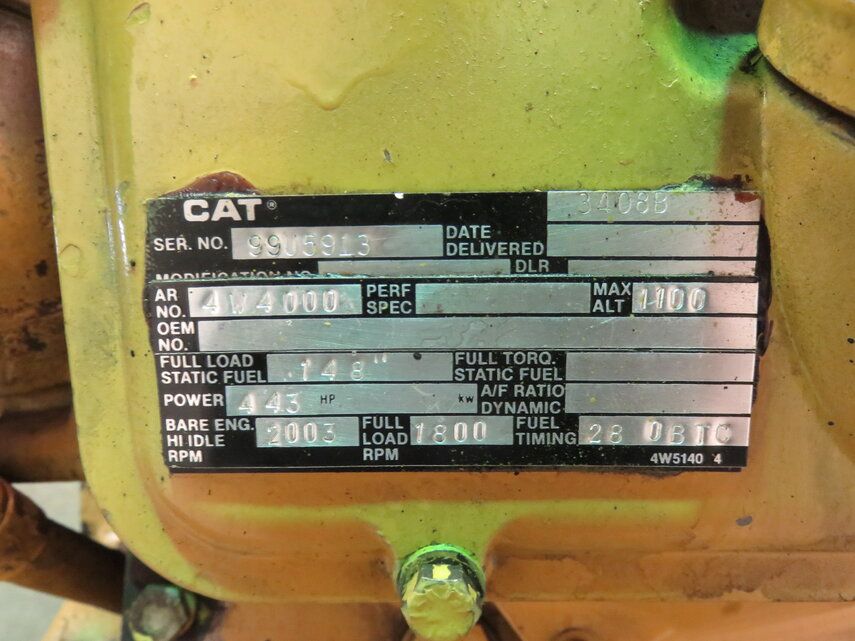 CAT® 3408B
SER. NO. 99U5913 DATE DELIVERED
MODIFICATION NO. DLR
AR NO. 4W4000 PERF SPEC MAX ALT 1100
OEM NO.
FULL LOAD STATIC FUEL .148" FULL TORQ. STATIC FUEL
POWER 443 HP kw A/F RATIO DYNAMIC
BARE ENG. HI IDLE RPM 2003 FULL LOAD RPM 1800 FUEL TIMING 28 0BTC
4W5140 4